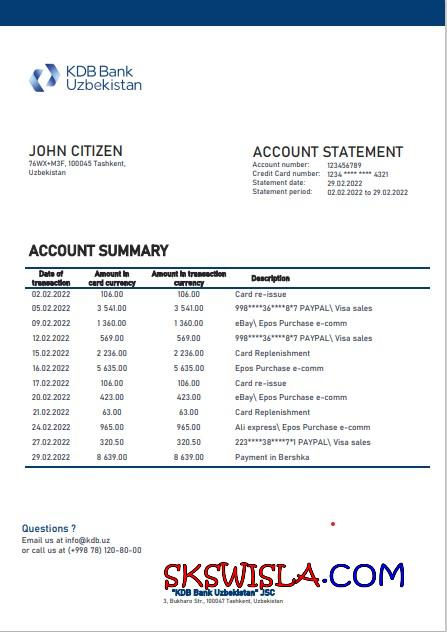 KDB Bank
Uzbekistan
JOHN CITIZEN
76WX+M3F, 100045 Tashkent,
Uzbekistan
ACCOUNT STATEMENT
Account number: 123456789
Credit Card number: 1234 **** **** 4321
Statement date: 29.02.2022
Statement period: 02.02.2022 to 29.02.2022
ACCOUNT SUMMARY
Date of transaction Amount in card currency Amount in transaction currency Description
02.02.2022 106.00 106.00 Card re-issue
05.02.2022 3 541.00 3 541.00 998****36****8*7 PAYPAL\ Visa sales
09.02.2022 1 360.00 1 360.00 eBay\ Epos Purchase e-comm
12.02.2022 569.00 569.00 998****36****8*7 PAYPAL\ Visa sales
15.02.2022 2 236.00 2 236.00 Card Replenishment
16.02.2022 5 635.00 5 635.00 Epos Purchase e-comm
17.02.2022 106.00 106.00 Card re-issue
20.02.2022 423.00 423.00 eBay\ Epos Purchase e-comm
21.02.2022 63.00 63.00 Card Replenishment
24.02.2022 965.00 965.00 Ali express\ Epos Purchase e-comm
27.02.2022 320.50 320.50 223****38****7*1 PAYPAL\ Visa sales
29.02.2022 8 639.00 8 639.00 Payment in Bershka
Questions ?
Email us at info@kdb.uz
or call us at (+998 78) 120-80-00
SKSWISLA.COM
"KDB Bank Uzbekistan" JSC
3, Bukharo Str., 100047 Tashkent, Uzbekistan